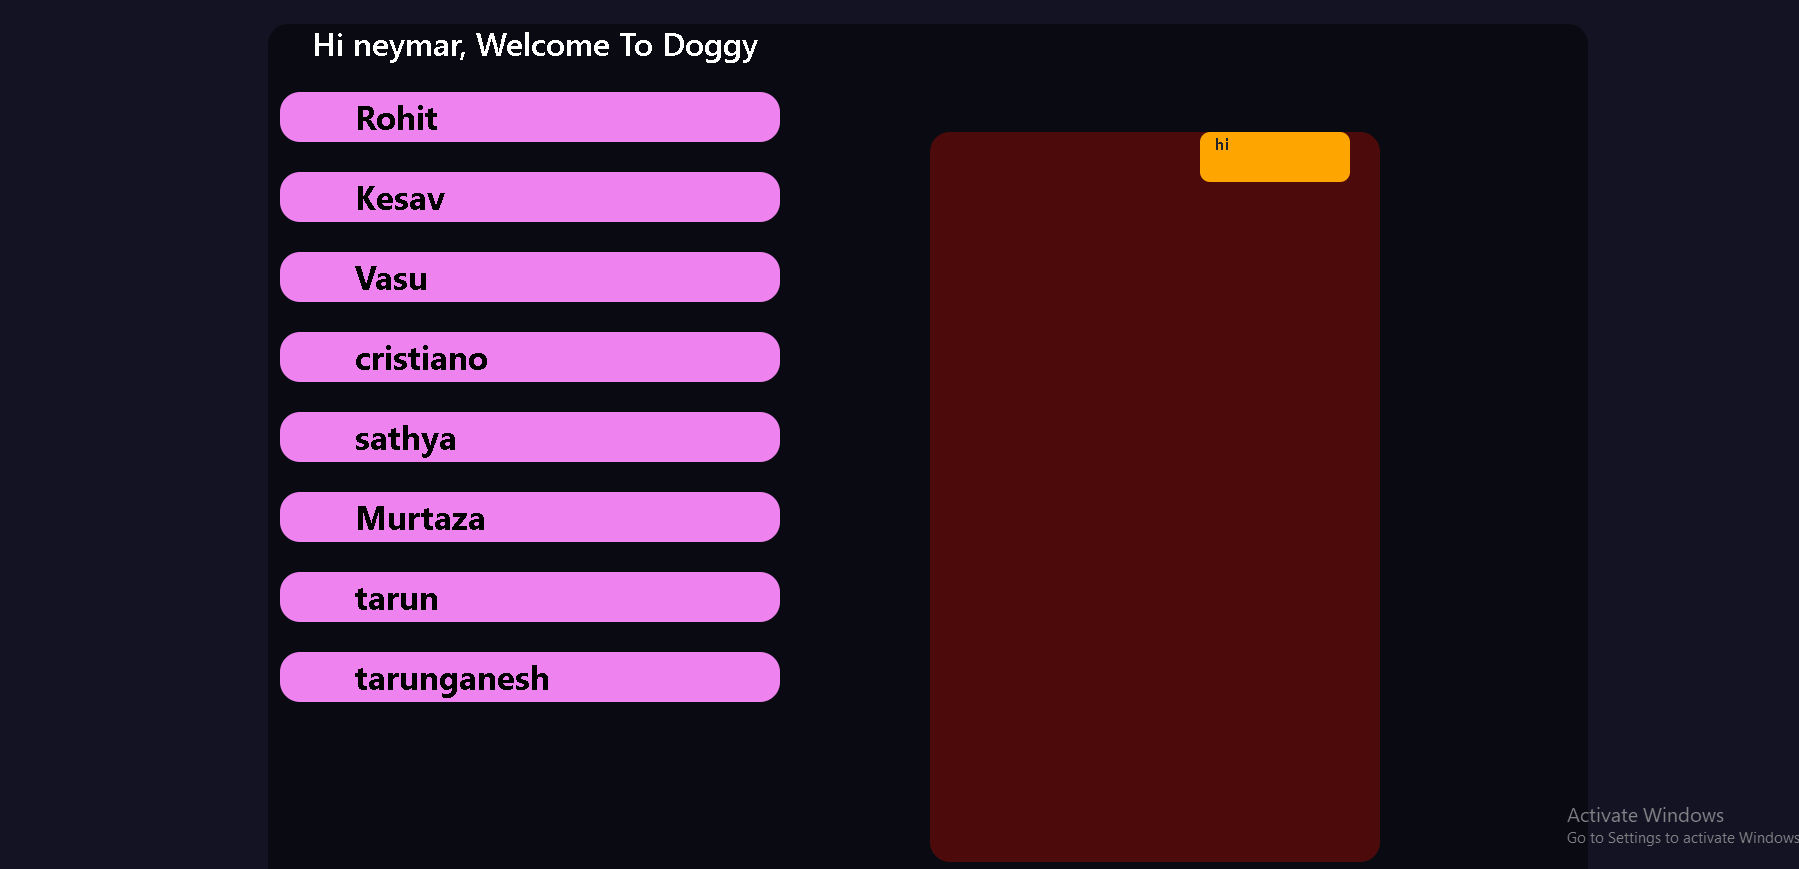 Hi neymar, Welcome To Doggy
Rohit
Kesav
Vasu
cristiano
sathya
Murtaza
tarun
tarunganesh
hi
Activate Windows
Go to Settings to activate Windows